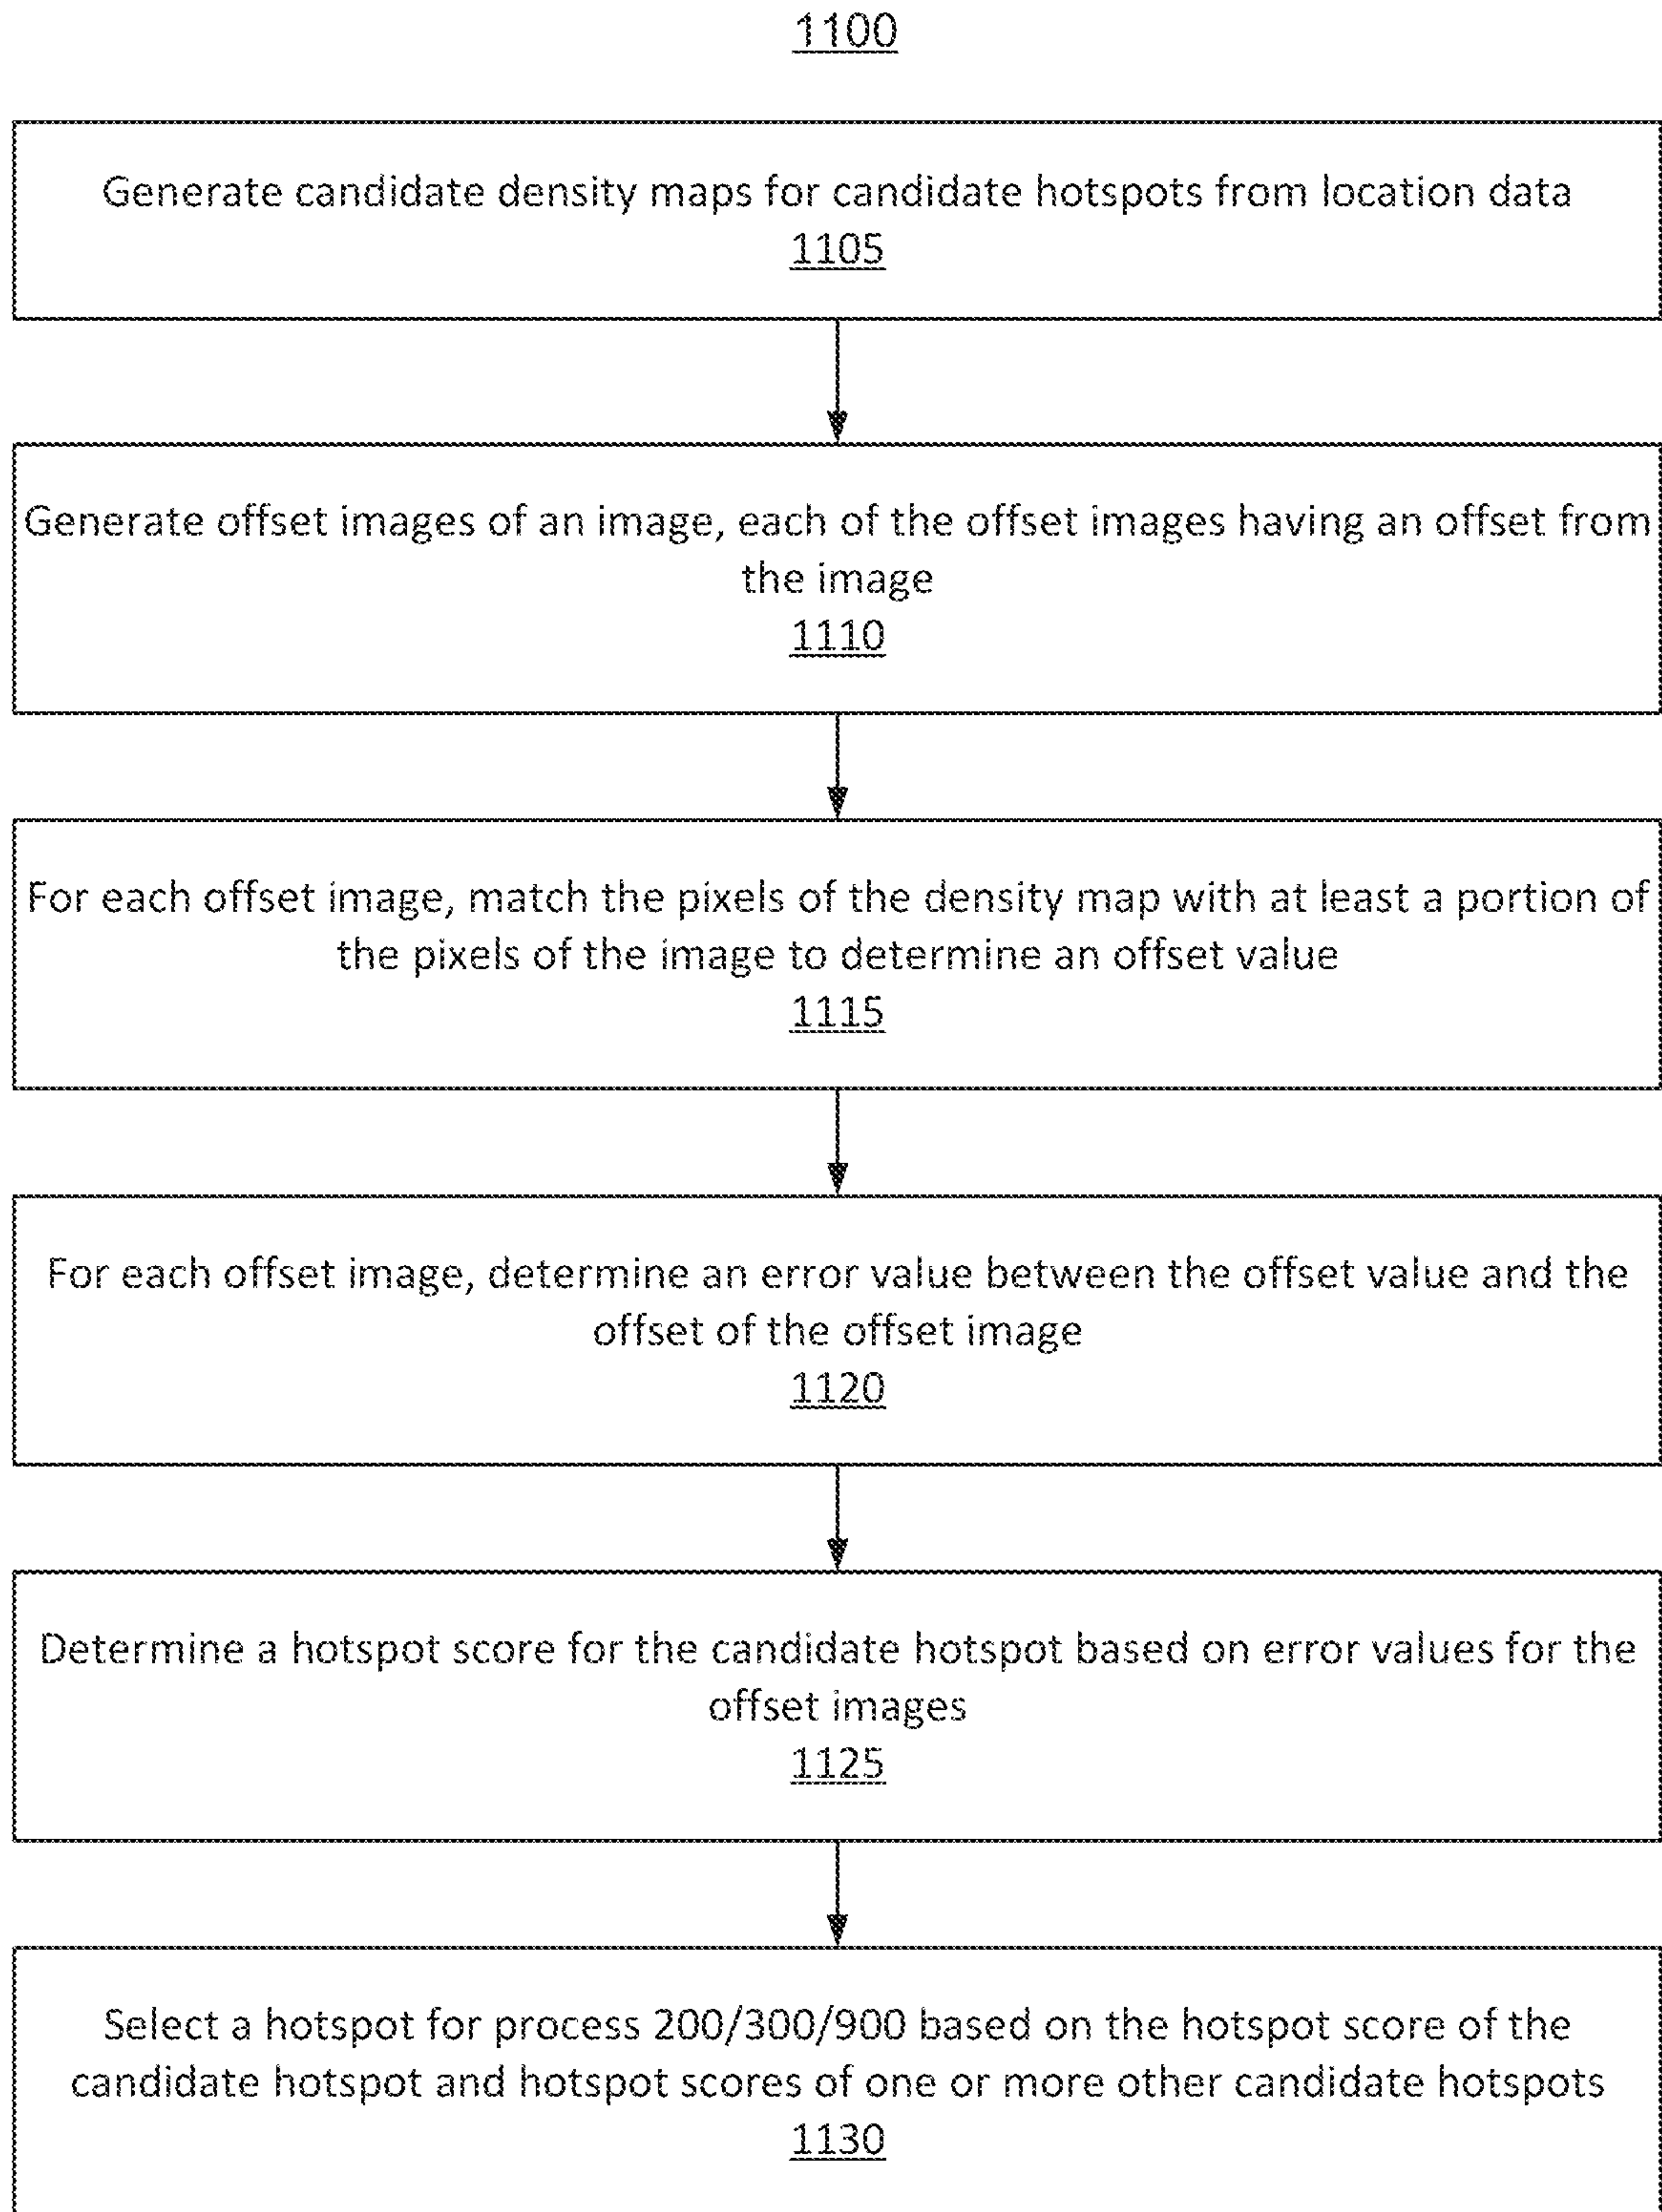 1100
Generate candidate density maps for candidate hotspots from location data
1105
Generate offset images of an image, each of the offset images having an offset from
the image
1110
For each offset image, match the pixels of the density map with at least a portion of
the pixels of the image to determine an offset value
1115
For each offset image, determine an error value between the offset value and the
offset of the offset image
1120
Determine a hotspot score for the candidate hotspot based on error values for the
offset images
1125
Select a hotspot for process 200/300/900 based on the hotspot score of the
candidate hotspot and hotspot scores of one or more other candidate hotspots
1130